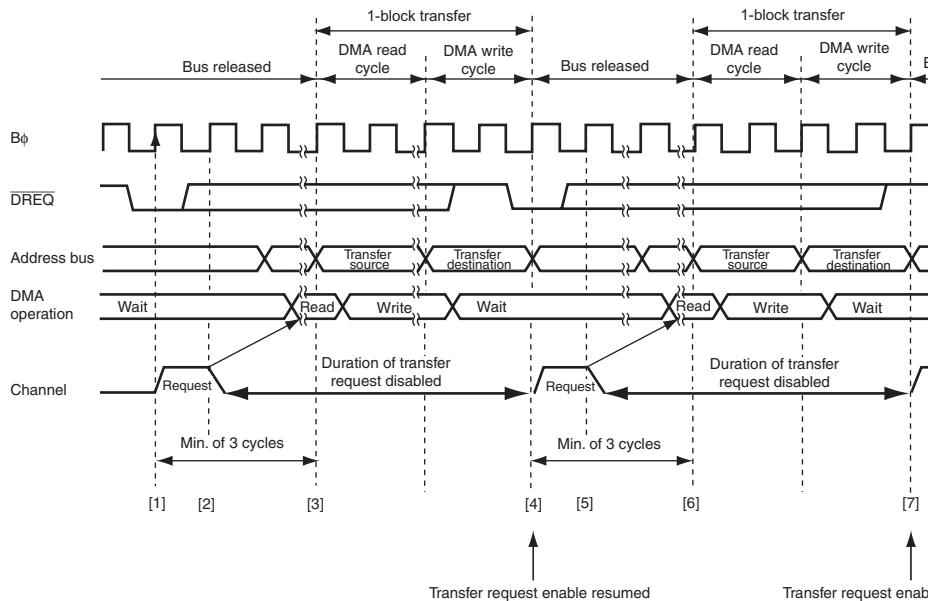 1-block transfer
1-block transfer
DMA read
cycle
DMA write
cycle
DMA read
cycle
DMA write
cycle
Bus released
Bus released
B
Bφ
DREQ
Address bus
Transfer
source
Transfer
destination
Transfer
source
Transfer
destination
DMA
operation
Wait
Read
Write
Wait
Read
Write
Wait
Channel
Request
Duration of transfer
request disabled
Request
Duration of transfer
request disabled
Min. of 3 cycles
Min. of 3 cycles
[1]
[2]
[3]
[4]
[5]
[6]
[7]
Transfer request enable resumed
Transfer request enab